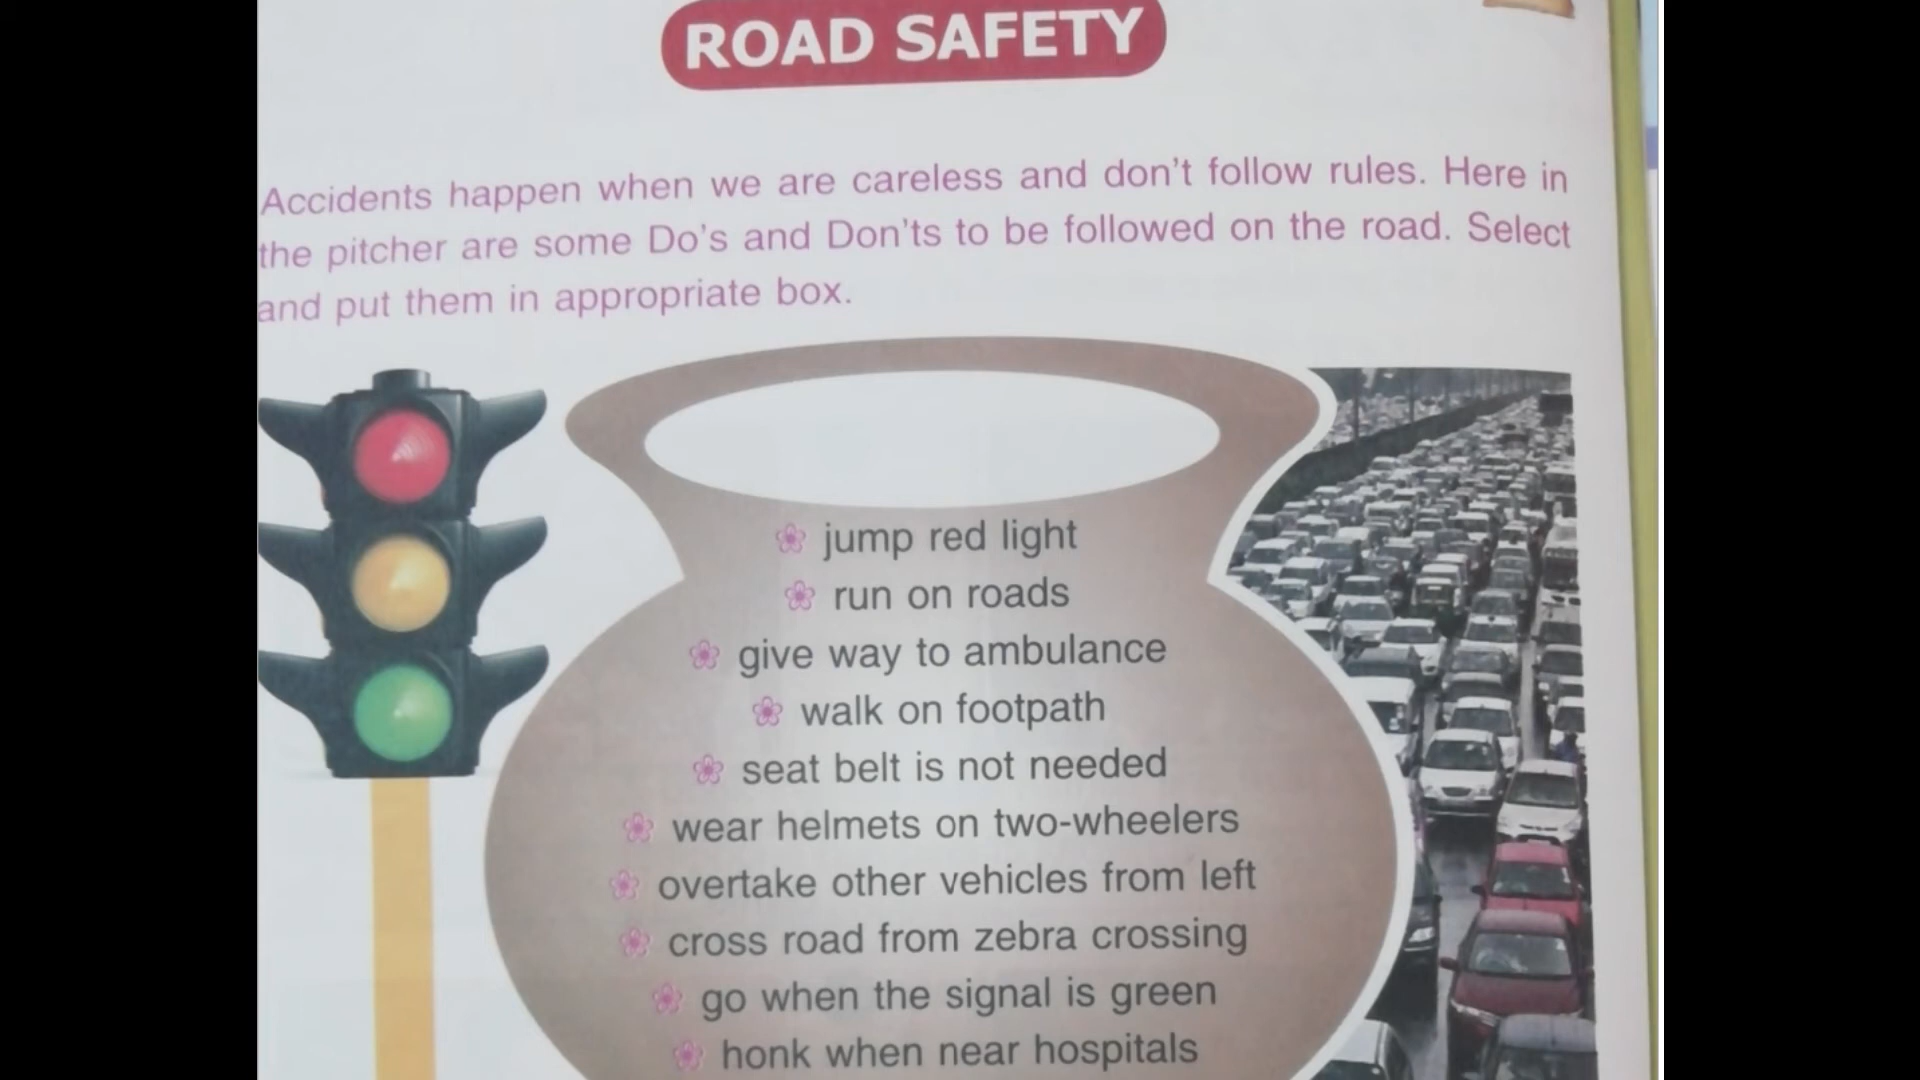 ROAD SAFETY
Accidents happen when we are careless and don't follow rules. Here in
the pitcher are some Do's and Don'ts to be followed on the road. Select
and put them in appropriate box.
jump red light
run on roads
give way to ambulance
walk on footpath
seat belt is not needed
wear helmets on two-wheelers
overtake other vehicles from left
cross road from zebra crossing
go when the signal is green
honk when near hospitals